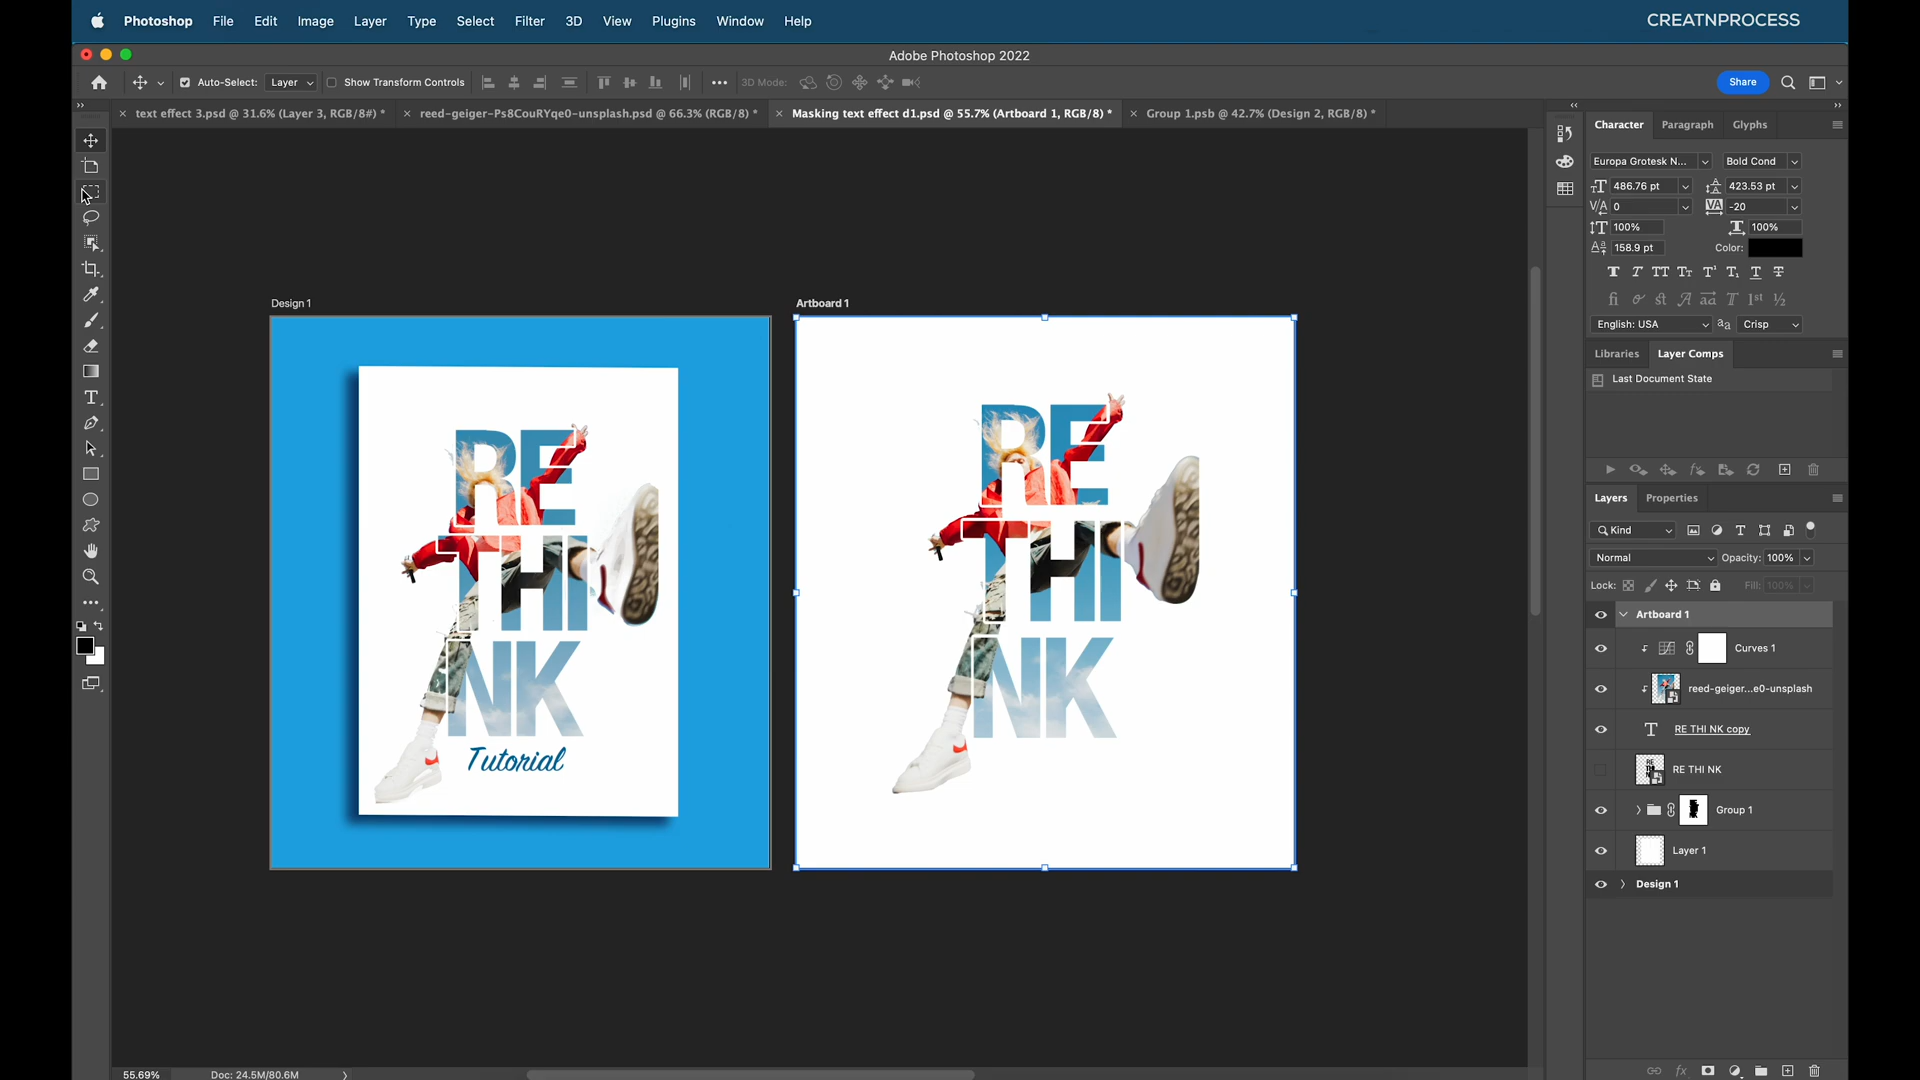 Photoshop File Edit Image Layer Type Select Filter 3D View Plugins Window Help
CREATNPROCESS
Adobe Photoshop 2022
Auto-Select: Layer Show Transform Controls 3D Mode: Share
text effect 3.psd @ 31.6% (Layer 3, RGB/8#) *
reed-geiger-Ps8CouRYqe0-unsplash.psd @ 66.3% (RGB/8) *
Masking text effect d1.psd @ 55.7% (Artboard 1, RGB/8) *
Group 1.psb @ 42.7% (Design 2, RGB/8) *
Character Paragraph Glyphs
Europa Grotesk N... Bold Cond
486.76 pt 423.53 pt
0 -20
100% 100%
158.9 pt Color:
English: USA Crisp
Libraries Layer Comps
Last Document State
Layers Properties
Kind
Normal Opacity: 100%
Lock: Fill: 100%
Artboard 1
Curves 1
reed-geiger...e0-unsplash
RE THI NK copy
RE THI NK
Group 1
Layer 1
Design 1
Design 1
RE
THI
NK
Tutorial
Artboard 1
RE
THI
NK
55.69% Doc: 24.5M/80.6M